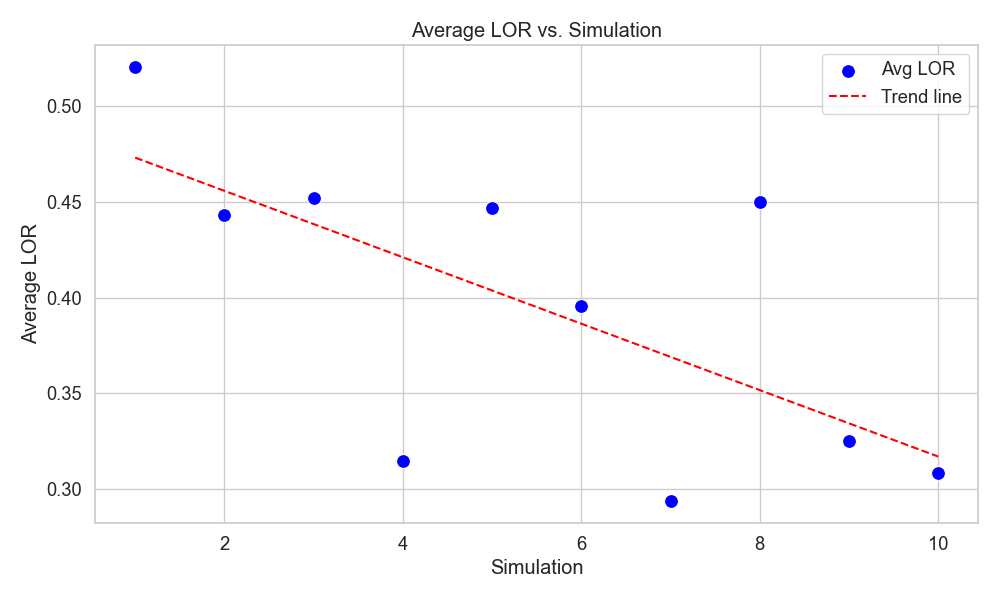 Average LOR vs. Simulation
Avg LOR
Trend line
0.50
0.45
0.40
0.35
0.30
Average LOR
2 4 6 8 10
Simulation